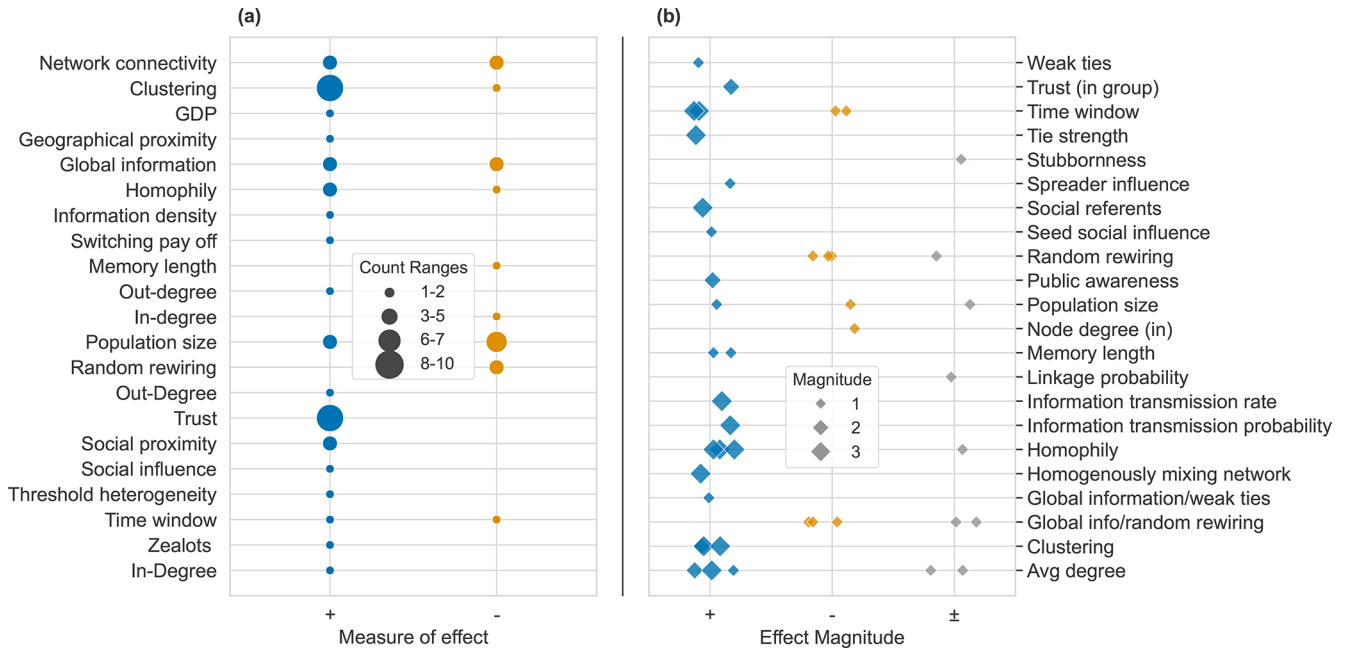 (a)
Network connectivity
Clustering
GDP
Geographical proximity
Global information
Homophily
Information density
Switching pay off
Memory length
Out-degree
In-degree
Population size
Random rewiring
Out-Degree
Trust
Social proximity
Social influence
Threshold heterogeneity
Time window
Zealots
In-Degree
Count Ranges
1-2
3-5
6-7
8-10
+ -
Measure of effect
(b)
Weak ties
Trust (in group)
Time window
Tie strength
Stubbornness
Spreader influence
Social referents
Seed social influence
Random rewiring
Public awareness
Population size
Node degree (in)
Memory length
Linkage probability
Information transmission rate
Information transmission probability
Homophily
Homogenously mixing network
Global information/weak ties
Global info/random rewiring
Clustering
Avg degree
Magnitude
1
2
3
+ - ±
Effect Magnitude